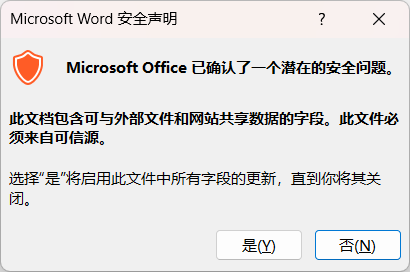 Microsoft Word 安全声明
?
Microsoft Office 已确认了一个潜在的安全问题。
此文档包含可与外部文件和网站共享数据的字段。此文件必
须来自可信源。
选择“是”将启用此文件中所有字段的更新，直到你将其关
闭。
是(Y) 否(N)